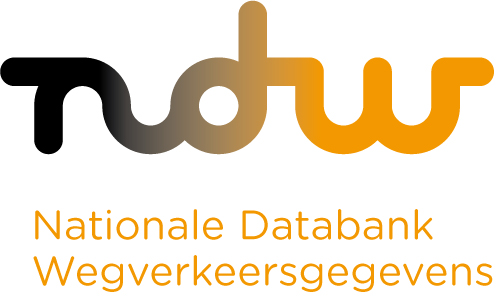 ndw
Nationale Databank
Wegverkeersgegevens